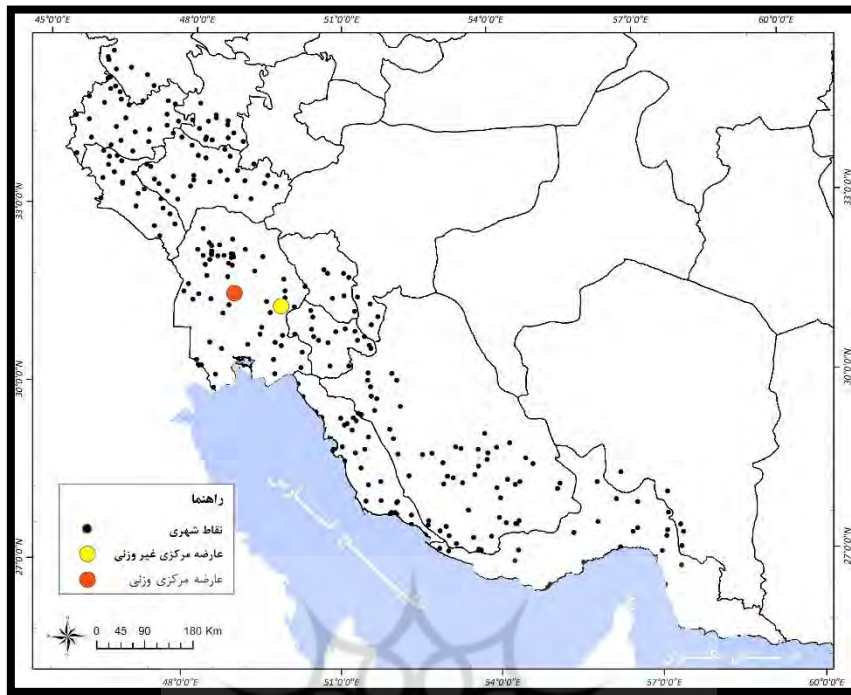 45°0'0"E 48°0'0"E 51°0'0"E 54°0'0"E 57°0'0"E 60°0'0"E
33°0'0"N 33°0'0"N
30°0'0"N 30°0'0"N
27°0'0"N 27°0'0"N
راهنما
نقاط شهری
عارضه مرکزی غیر وزنی
عارضه مرکزی وزنی
0 45 90 180 Km
48°0'0"E 51°0'0"E 54°0'0"E 57°0'0"E 60°0'0"E